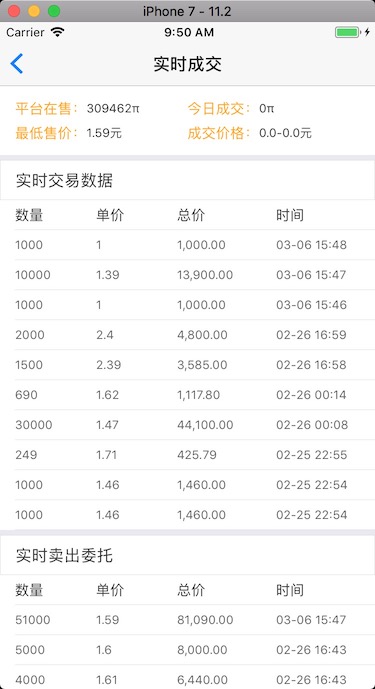 iPhone 7 - 11.2
Carrier 9:50 AM
实时成交
平台在售：309462π 今日成交：0π
最低售价：1.59元 成交价格：0.0-0.0元
实时交易数据
数量 单价 总价 时间
1000 1 1,000.00 03-06 15:48
10000 1.39 13,900.00 03-06 15:47
1000 1 1,000.00 03-06 15:46
2000 2.4 4,800.00 02-26 16:59
1500 2.39 3,585.00 02-26 16:58
690 1.62 1,117.80 02-26 00:14
30000 1.47 44,100.00 02-26 00:08
249 1.71 425.79 02-25 22:55
1000 1.46 1,460.00 02-25 22:54
1000 1.46 1,460.00 02-25 22:54
实时卖出委托
数量 单价 总价 时间
51000 1.59 81,090.00 03-06 15:47
5000 1.6 8,000.00 02-26 16:43
4000 1.61 6,440.00 02-26 16:43